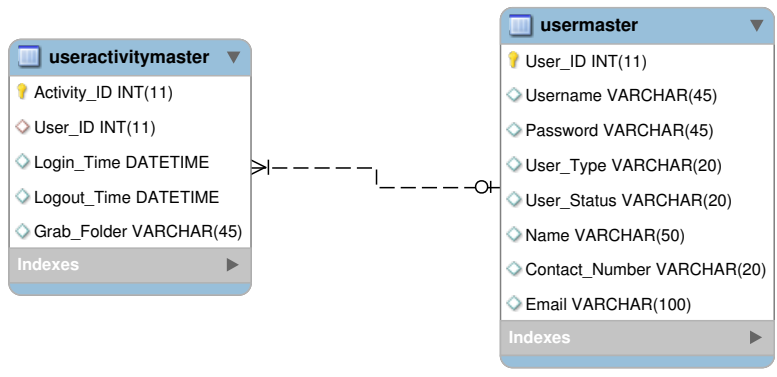 useractivitymaster
Activity_ID INT(11)
User_ID INT(11)
Login_Time DATETIME
Logout_Time DATETIME
Grab_Folder VARCHAR(45)
Indexes
usermaster
User_ID INT(11)
Username VARCHAR(45)
Password VARCHAR(45)
User_Type VARCHAR(20)
User_Status VARCHAR(20)
Name VARCHAR(50)
Contact_Number VARCHAR(20)
Email VARCHAR(100)
Indexes